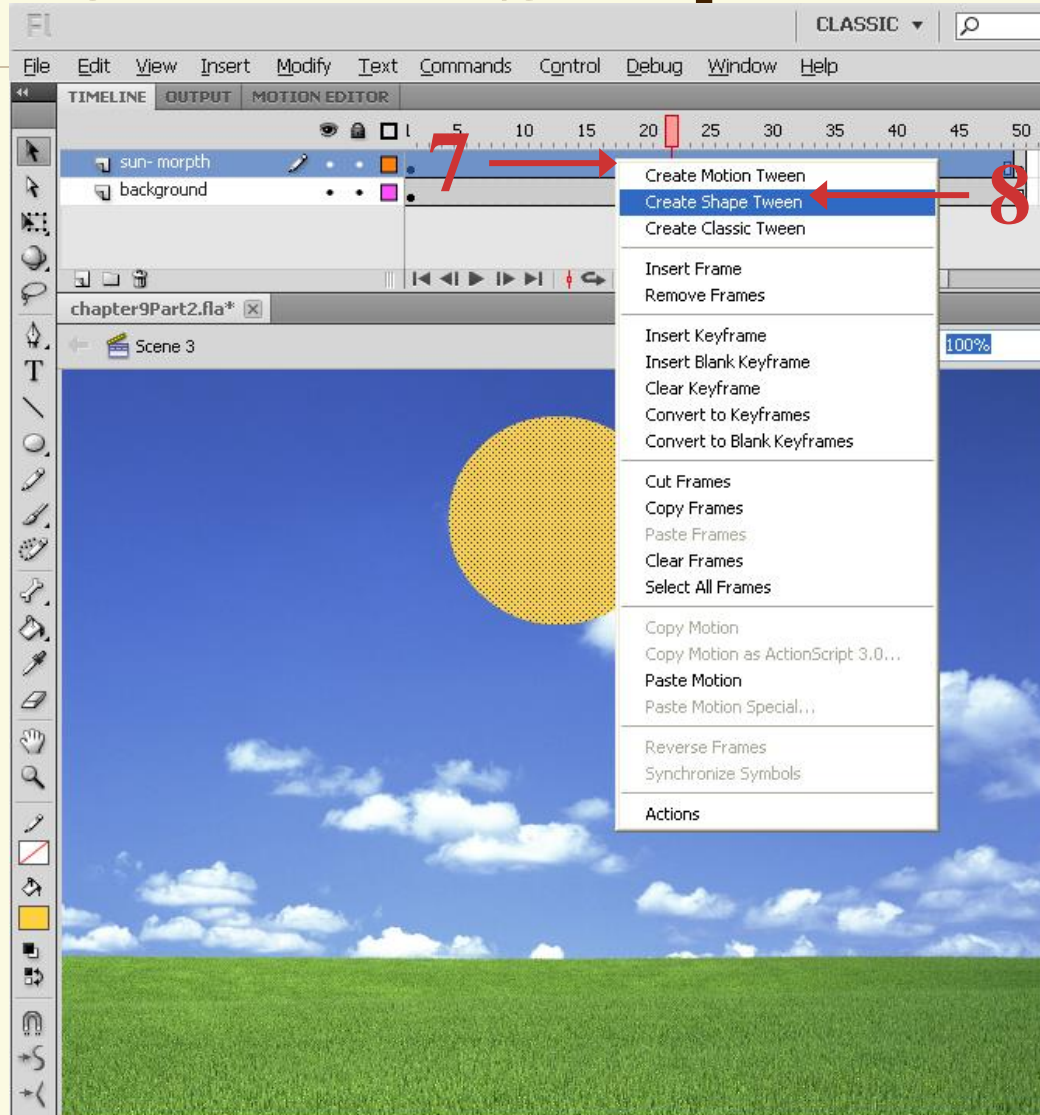 Fl CLASSIC
File Edit View Insert Modify Text Commands Control Debug Window Help
TIMELINE OUTPUT MOTION EDITOR
1 5 10 15 20 25 30 35 40 45 50
sun- morpth
background
7
8
Create Motion Tween
Create Shape Tween
Create Classic Tween
Insert Frame
Remove Frames
Insert Keyframe
Insert Blank Keyframe
Clear Keyframe
Convert to Keyframes
Convert to Blank Keyframes
Cut Frames
Copy Frames
Paste Frames
Clear Frames
Select All Frames
Copy Motion
Copy Motion as ActionScript 3.0...
Paste Motion
Paste Motion Special...
Reverse Frames
Synchronize Symbols
Actions
chapter9Part2.fla*
Scene 3
100%
T